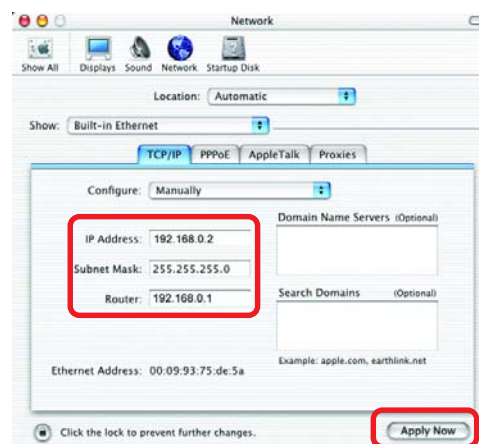 Network
Show All Displays Sound Network Startup Disk
Location: Automatic
Show: Built-in Ethernet
TCP/IP PPPoE AppleTalk Proxies
Configure: Manually
Domain Name Servers (Optional)
IP Address: 192.168.0.2
Subnet Mask: 255.255.255.0
Router: 192.168.0.1
Search Domains (Optional)
Example: apple.com, earthlink.net
Ethernet Address: 00:09:93:75:de:5a
Click the lock to prevent further changes.
Apply Now